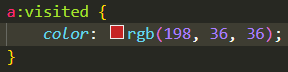 a:visited {
color: rgb(198, 36, 36);
}